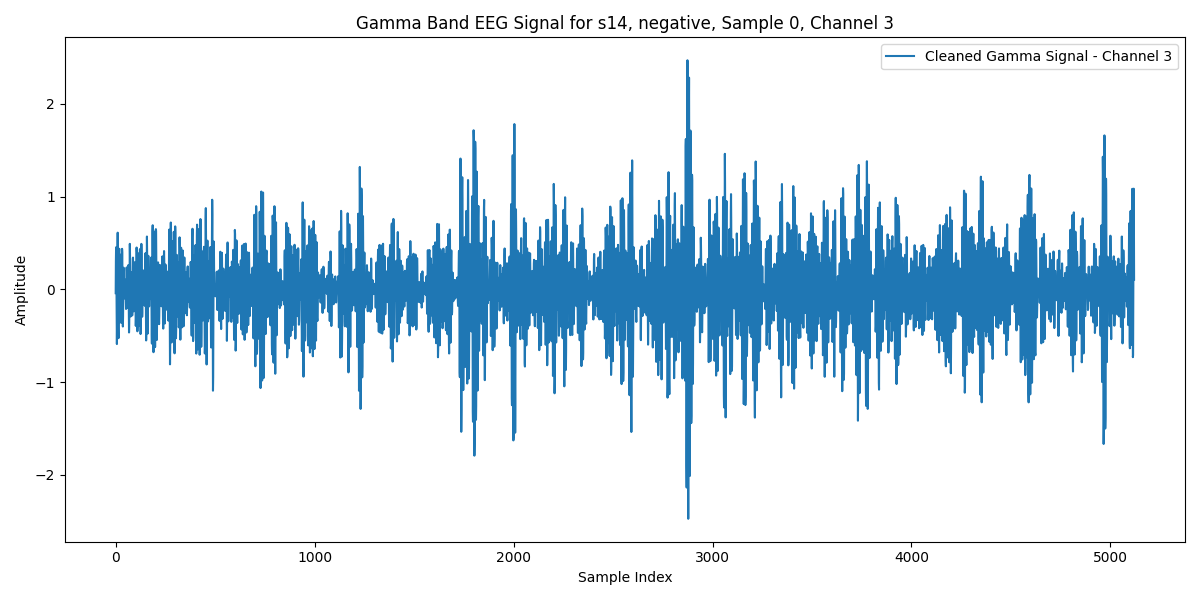 Gamma Band EEG Signal for s14, negative, Sample 0, Channel 3
Cleaned Gamma Signal - Channel 3
2
1
0
−1
−2
Amplitude
0 1000 2000 3000 4000 5000
Sample Index